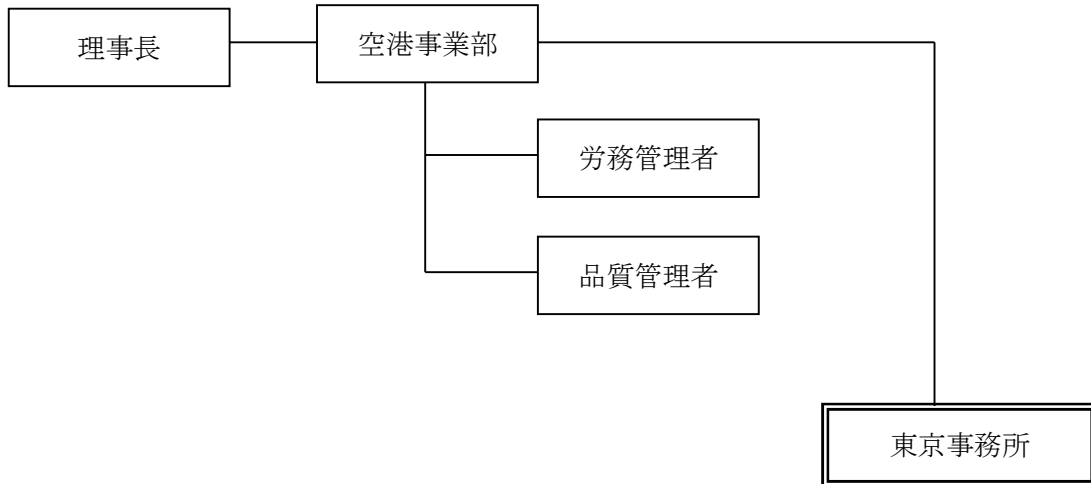 理事長
空港事業部
労務管理者
品質管理者
東京事務所